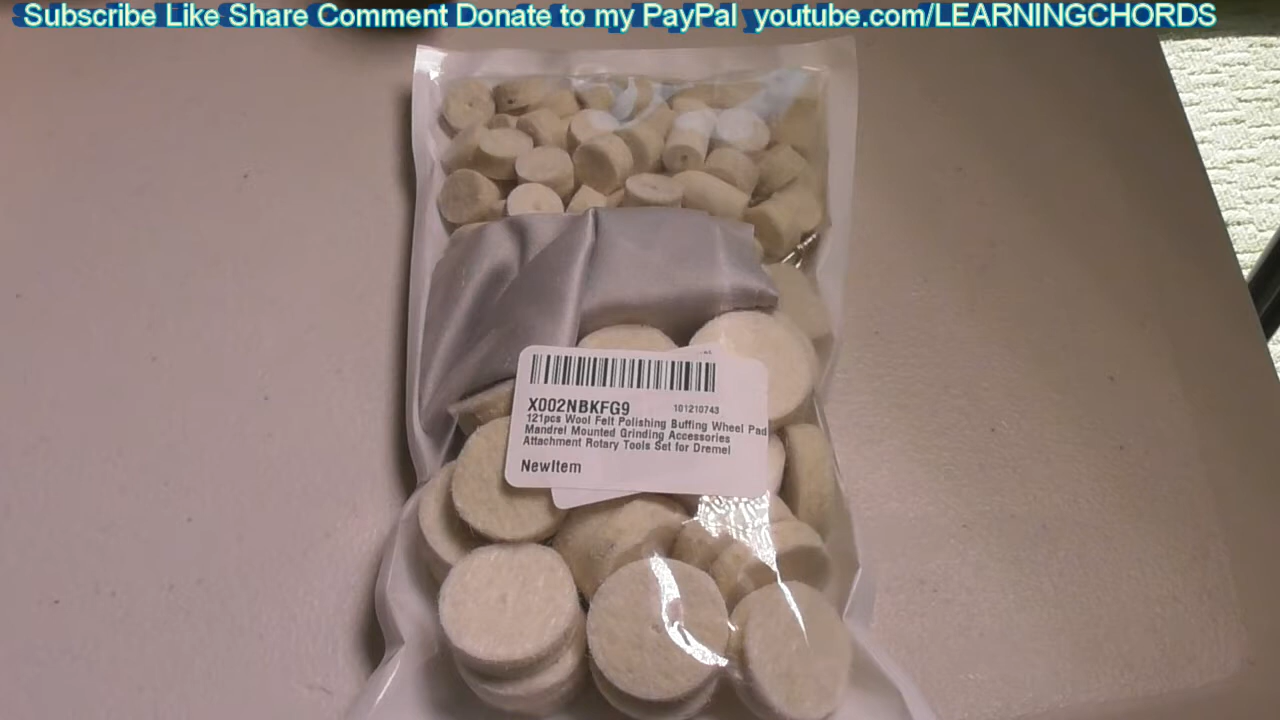 Subscribe Like Share Comment Donate to my PayPal youtube.com/LEARNINGCHORDS
X002NBKFG9 101210743
121pcs Wool Felt Polishing Buffing Wheel Pad
Mandrel Mounted Grinding Accessories
Attachment Rotary Tools Set for Dremel
NewItem